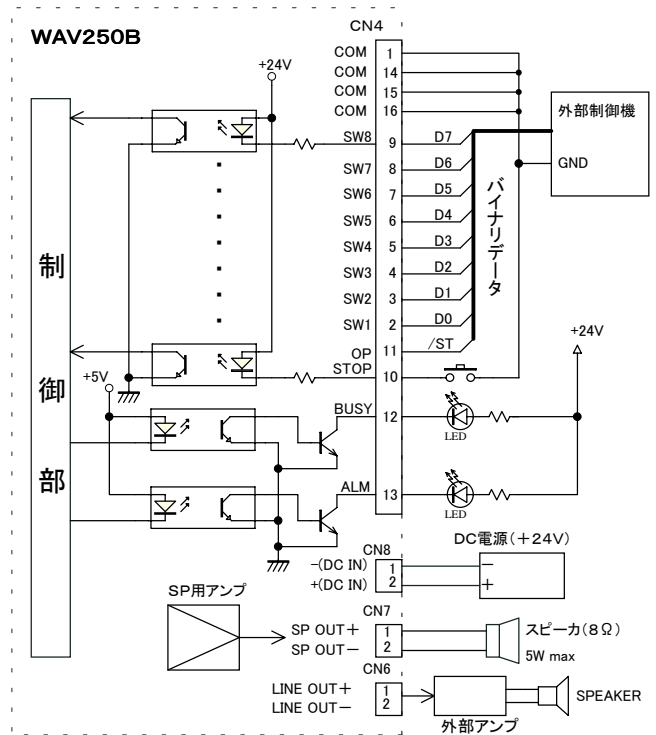 WAV250B
CN4
+24V
COM 1
COM 14
COM 15
COM 16
外部制御機
GND
SW8 9 D7
SW7 8 D6
SW6 7 D5
SW5 6 D4
SW4 5 D3
SW3 4 D2
SW2 3 D1
SW1 2 D0
OP 11 /ST
STOP 10
バイナリデータ
+24V
制御部
+5V
BUSY 12
LED
ALM 13
LED
CN8
DC電源(+24V)
-(DC IN) 1 -
+(DC IN) 2 +
SP用アンプ
CN7
SP OUT+ 1
SP OUT- 2
スピーカ(8Ω)
5W max
CN6
LINE OUT+ 1
LINE OUT- 2
SPEAKER
外部アンプ